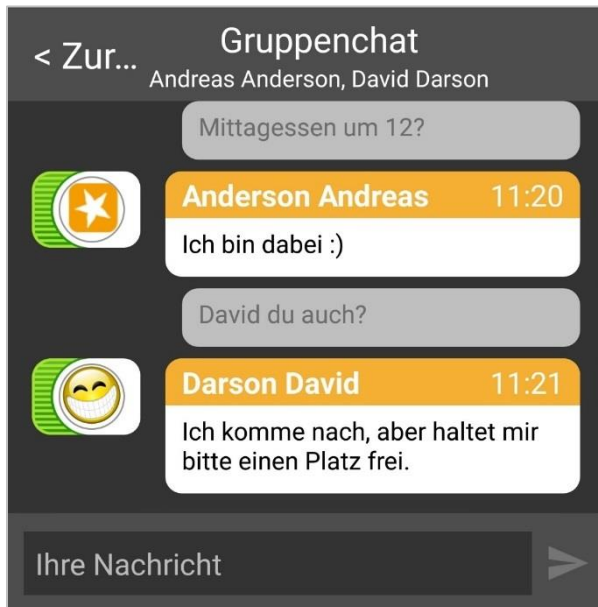 < Zur...
Gruppenchat
Andreas Anderson, David Darson
Mittagessen um 12?
Anderson Andreas 11:20
Ich bin dabei :)
David du auch?
Darson David 11:21
Ich komme nach, aber haltet mir
bitte einen Platz frei.
Ihre Nachricht